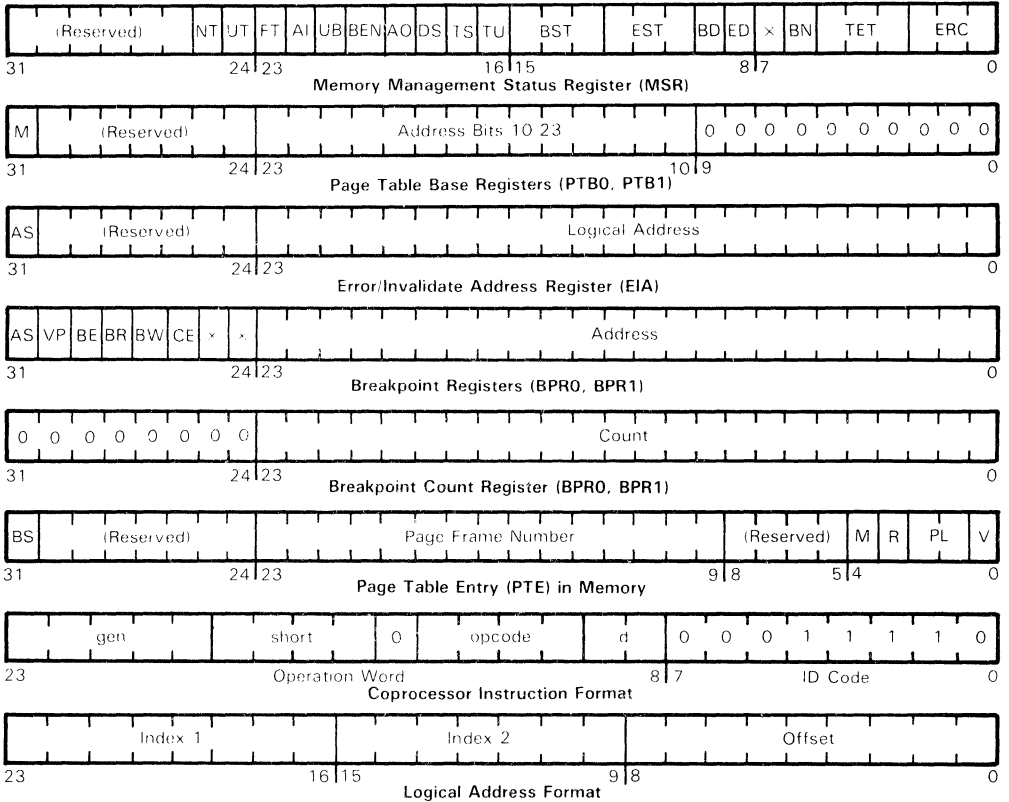 (Reserved) NT UT FT AI UB BEN AO DS TS TU BST EST BD ED × BN TET ERC
31 24 23 16 15 8 7 0
Memory Management Status Register (MSR)
M (Reserved) Address Bits 10 23 0 0 0 0 0 0 0 0 0 0
31 24 23 10 9 0
Page Table Base Registers (PTB0, PTB1)
AS (Reserved) Logical Address
31 24 23 0
Error/Invalidate Address Register (EIA)
AS VP BE BR BW CE × × Address
31 24 23 0
Breakpoint Registers (BPR0, BPR1)
0 0 0 0 0 0 0 0 Count
31 24 23 0
Breakpoint Count Register (BPR0, BPR1)
BS (Reserved) Page Frame Number (Reserved) M R PL V
31 24 23 9 8 5 4 0
Page Table Entry (PTE) in Memory
gen short 0 opcode d 0 0 0 1 1 1 1 0
23 Operation Word 8 7 ID Code 0
Coprocessor Instruction Format
Index 1 Index 2 Offset
23 16 15 9 8 0
Logical Address Format